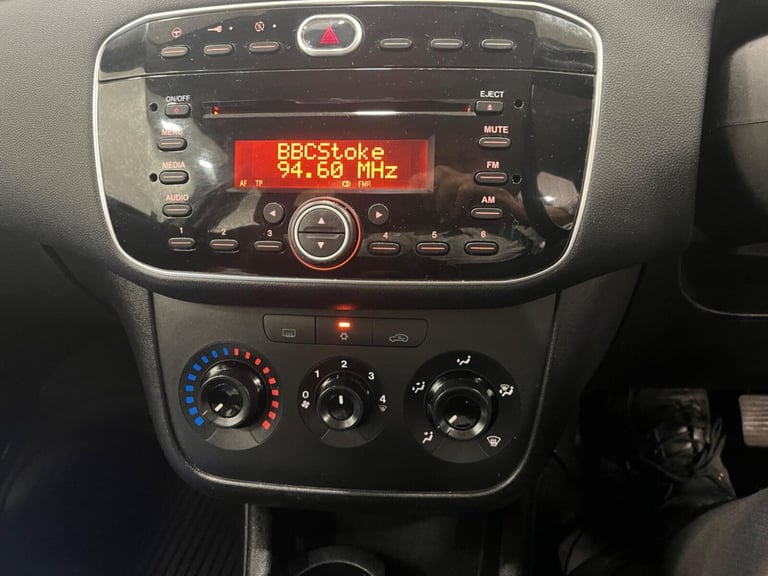 ON/OFF
EJECT
MENU
MUTE
BBCStoke
94.60 MHz
MEDIA
FM
AF TP FMA
AUDIO
AM
1 2 3 4 5 6
0 1 2 3 4